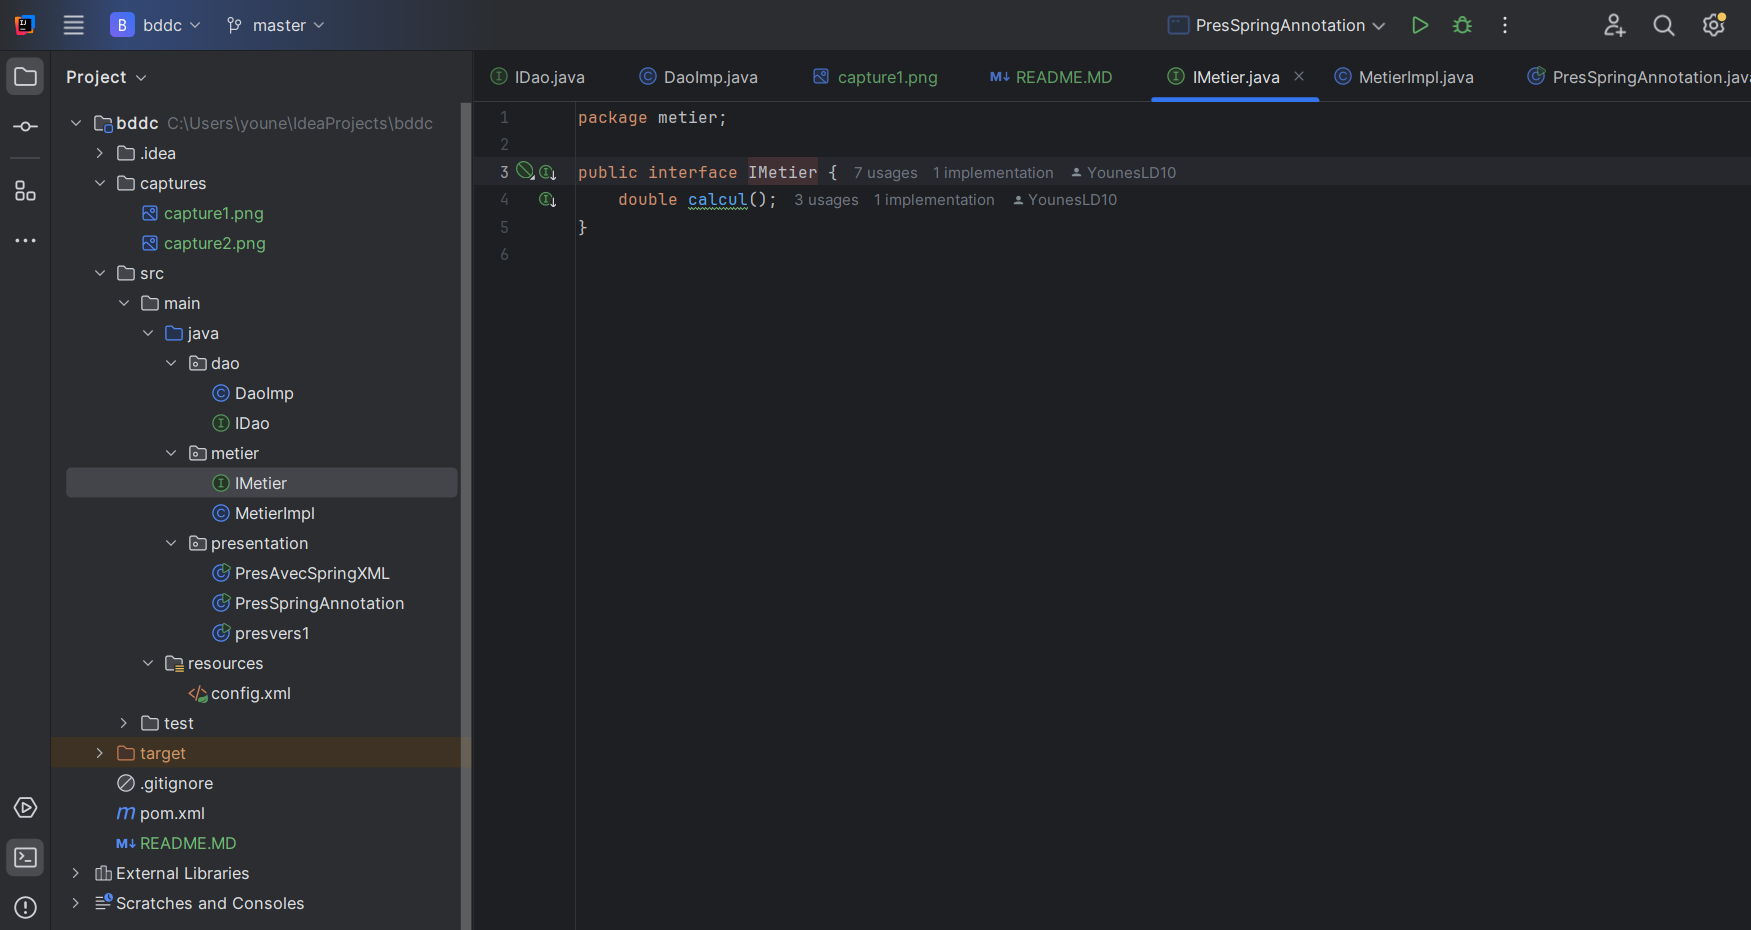 B bddc master PresSpringAnnotation
Project
IDao.java DaoImp.java capture1.png M↓ README.MD IMetier.java MetierImpl.java PresSpringAnnotation.java
bddc C:\Users\youne\IdeaProjects\bddc
.idea
captures
capture1.png
capture2.png
src
main
java
dao
DaoImp
IDao
metier
IMetier
MetierImpl
presentation
PresAvecSpringXML
PresSpringAnnotation
presvers1
resources
config.xml
test
target
.gitignore
m pom.xml
M↓ README.MD
External Libraries
Scratches and Consoles
1 package metier;
2
3 public interface IMetier { 7 usages 1 implementation YounesLD10
4 double calcul(); 3 usages 1 implementation YounesLD10
5 }
6